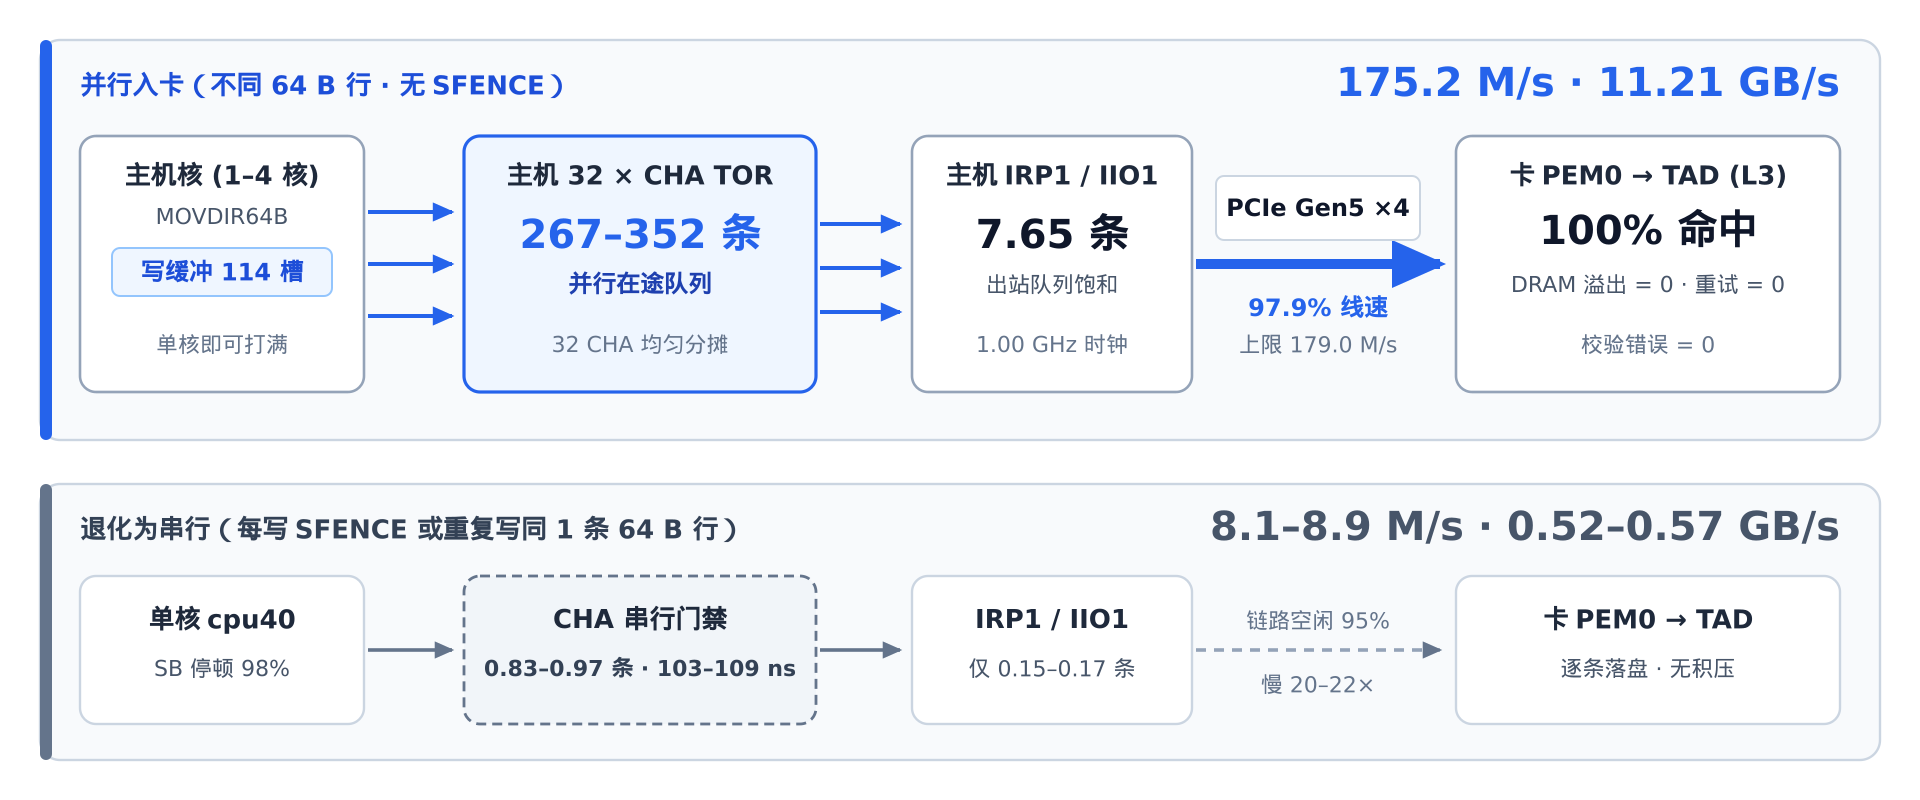 并行入卡（不同 64 B 行 · 无 SFENCE）
175.2 M/s · 11.21 GB/s
主机核 (1–4 核)
MOVDIR64B
写缓冲 114 槽
单核即可打满
主机 32 × CHA TOR
267–352 条
并行在途队列
32 CHA 均匀分摊
主机 IRP1 / IIO1
7.65 条
出站队列饱和
1.00 GHz 时钟
PCIe Gen5 ×4
97.9% 线速
上限 179.0 M/s
卡 PEM0 → TAD (L3)
100% 命中
DRAM 溢出 = 0 · 重试 = 0
校验错误 = 0
退化为串行（每写 SFENCE 或重复写同 1 条 64 B 行）
8.1–8.9 M/s · 0.52–0.57 GB/s
单核 cpu40
SB 停顿 98%
CHA 串行门禁
0.83–0.97 条 · 103–109 ns
IRP1 / IIO1
仅 0.15–0.17 条
链路空闲 95%
慢 20–22×
卡 PEM0 → TAD
逐条落盘 · 无积压